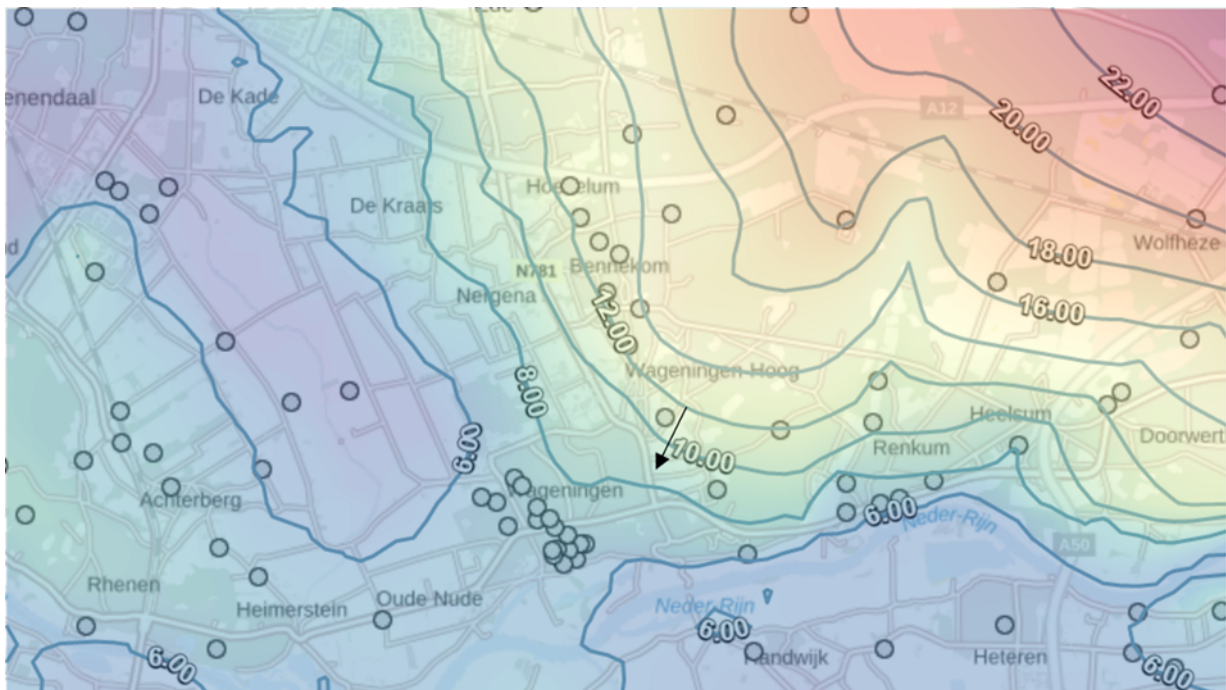 Ede
22.00
enendaal
De Kade
A12
20.00
Hoekelum
De Kraats
18.00
Wolfheze
N781
Bennekom
Nergena
12.00
16.00
Wageningen-Hoog
8.00
Heelsum
6.00
10.00
Renkum
Doorwert
Achterberg
Wageningen
6.00
Neder-Rijn
A50
Rhenen
Heimerstein
Oude Nude
Neder-Rijn
6.00
6.00
Randwijk
Heteren
6.00